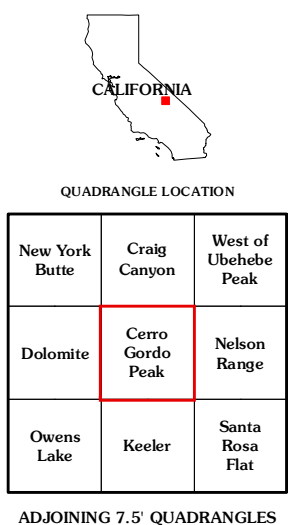 CALIFORNIA
QUADRANGLE LOCATION
New York
Butte
Craig
Canyon
West of
Ubehebe
Peak
Dolomite
Cerro
Gordo
Peak
Nelson
Range
Owens
Lake
Keeler
Santa
Rosa
Flat
ADJOINING 7.5' QUADRANGLES